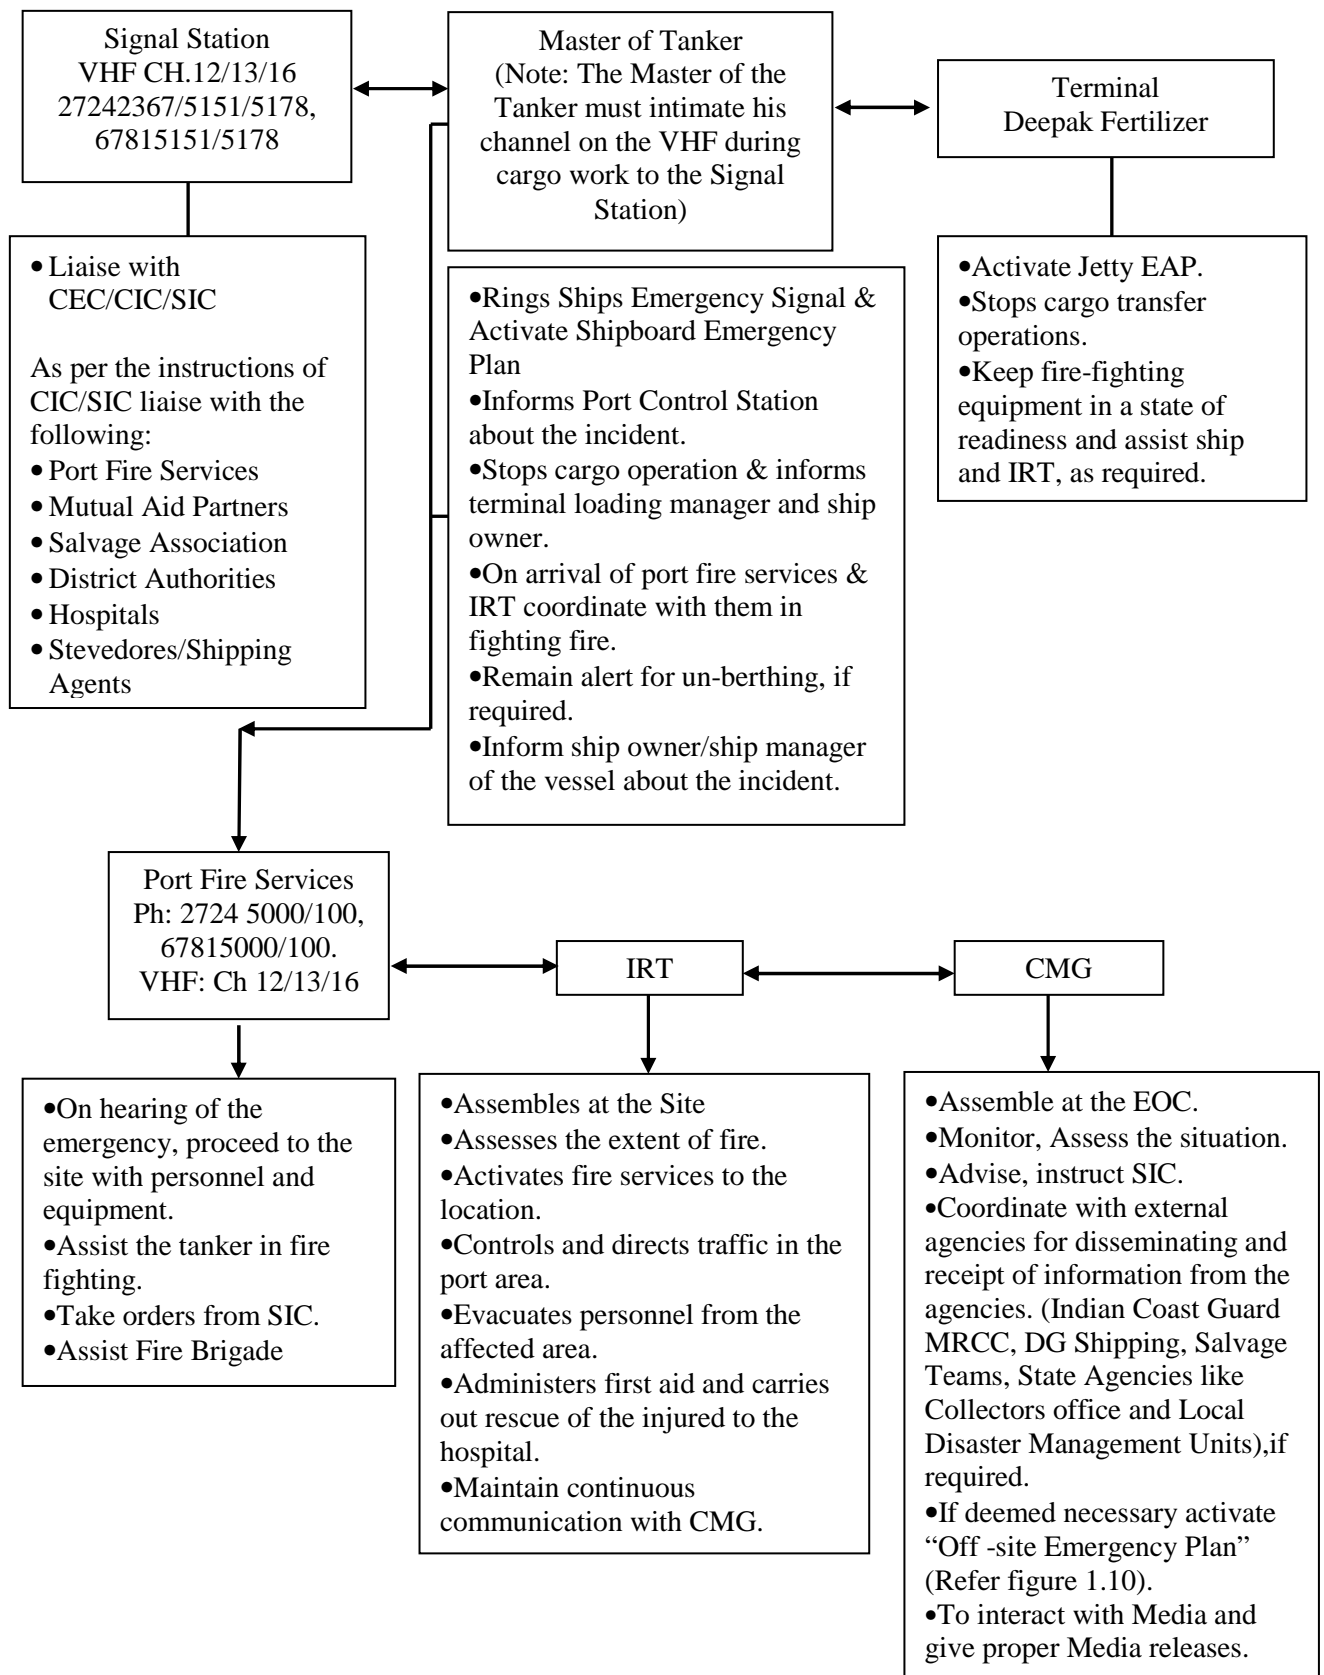 Signal Station
VHF CH.12/13/16
27242367/5151/5178,
67815151/5178
Master of Tanker
(Note: The Master of the
Tanker must intimate his
channel on the VHF during
cargo work to the Signal
Station)
Terminal
Deepak Fertilizer
• Liaise with
CEC/CIC/SIC
As per the instructions of
CIC/SIC liaise with the
following:
• Port Fire Services
• Mutual Aid Partners
• Salvage Association
• District Authorities
• Hospitals
• Stevedores/Shipping
Agents
•Rings Ships Emergency Signal &
Activate Shipboard Emergency
Plan
•Informs Port Control Station
about the incident.
•Stops cargo operation & informs
terminal loading manager and ship
owner.
•On arrival of port fire services &
IRT coordinate with them in
fighting fire.
•Remain alert for un-berthing, if
required.
•Inform ship owner/ship manager
of the vessel about the incident.
•Activate Jetty EAP.
•Stops cargo transfer
operations.
•Keep fire-fighting
equipment in a state of
readiness and assist ship
and IRT, as required.
Port Fire Services
Ph: 2724 5000/100,
67815000/100.
VHF: Ch 12/13/16
IRT
CMG
•On hearing of the
emergency, proceed to the
site with personnel and
equipment.
•Assist the tanker in fire
fighting.
•Take orders from SIC.
•Assist Fire Brigade
•Assembles at the Site
•Assesses the extent of fire.
•Activates fire services to the
location.
•Controls and directs traffic in the
port area.
•Evacuates personnel from the
affected area.
•Administers first aid and carries
out rescue of the injured to the
hospital.
•Maintain continuous
communication with CMG.
•Assemble at the EOC.
•Monitor, Assess the situation.
•Advise, instruct SIC.
•Coordinate with external
agencies for disseminating and
receipt of information from the
agencies. (Indian Coast Guard
MRCC, DG Shipping, Salvage
Teams, State Agencies like
Collectors office and Local
Disaster Management Units),if
required.
•If deemed necessary activate
“Off -site Emergency Plan”
(Refer figure 1.10).
•To interact with Media and
give proper Media releases.